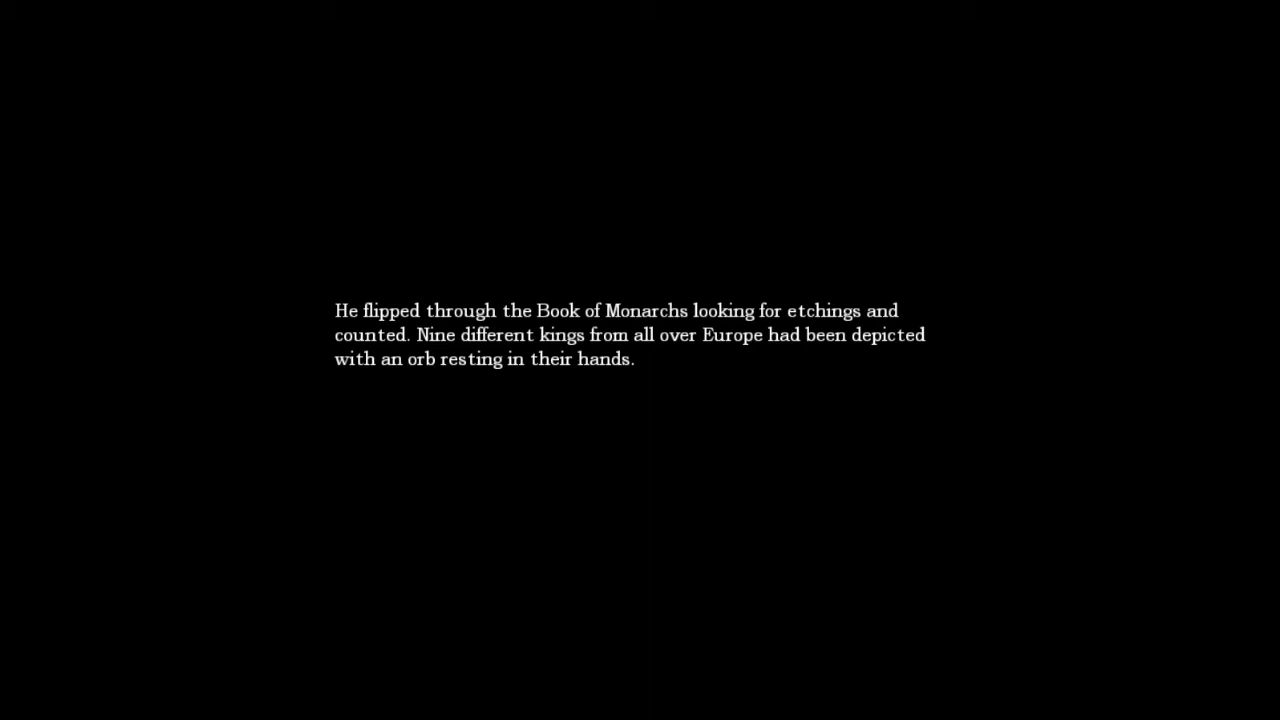 He flipped through the Book of Monarchs looking for etchings and
counted. Nine different kings from all over Europe had been depicted
with an orb resting in their hands.